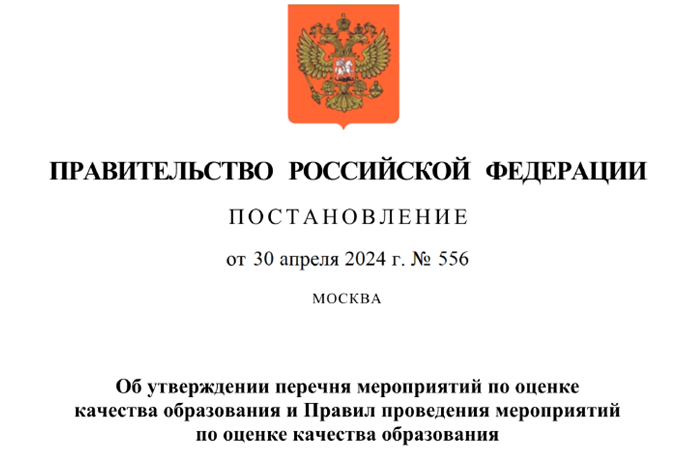 ПРАВИТЕЛЬСТВО РОССИЙСКОЙ ФЕДЕРАЦИИ
ПОСТАНОВЛЕНИЕ
от 30 апреля 2024 г. № 556
МОСКВА
Об утверждении перечня мероприятий по оценке
качества образования и Правил проведения мероприятий
по оценке качества образования